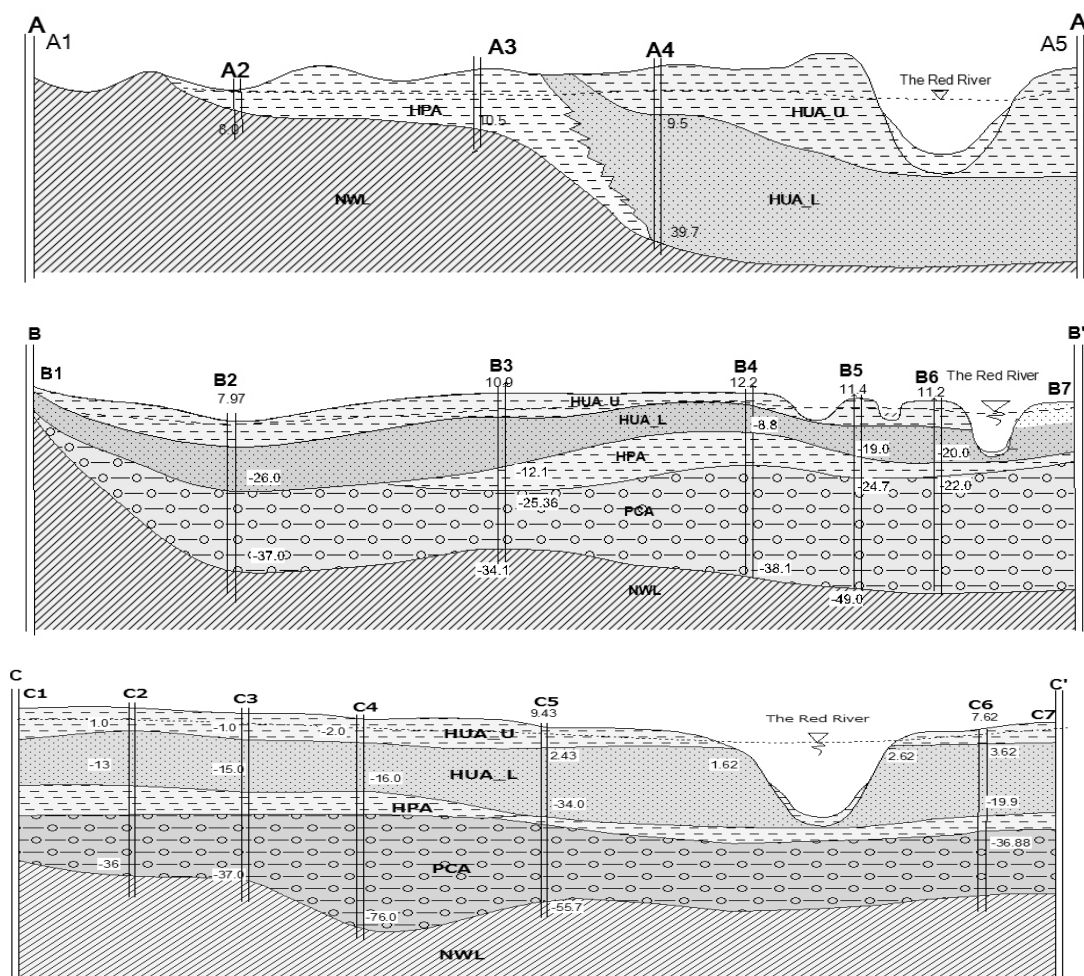 A A
A1 A2 A3 A4 A5
The Red River
HPA HUA_U
8.0 10.5 9.5
NWL HUA_L
39.7
B B'
B1 B2 B3 B4 B5 B6 The Red River B7
7.97 10.9 12.2 11.4 11.2
HUA_U
HUA_L -8.8
HPA -19.0 -20.0
-26.0 -12.1
-25.36 -24.7 -22.0
PCA
-37.0 -34.1 -38.1
NWL -49.0
C C'
C1 C2 C3 C4 C5 C6 C7
9.43 The Red River 7.62
1.0 -1.0 -2.0 HUA_U
2.43 1.62 2.62 3.62
-13 -15.0 -16.0 HUA_L
HPA -34.0 -19.9
-36.88
-36 -37.0 PCA
-76.0 -55.7
NWL